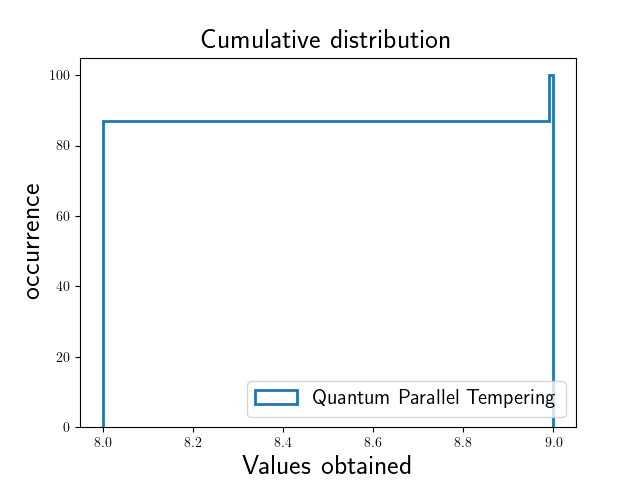 Cumulative distribution
occurrence
100
80
60
40
20
0
Quantum Parallel Tempering
8.0 8.2 8.4 8.6 8.8 9.0
Values obtained